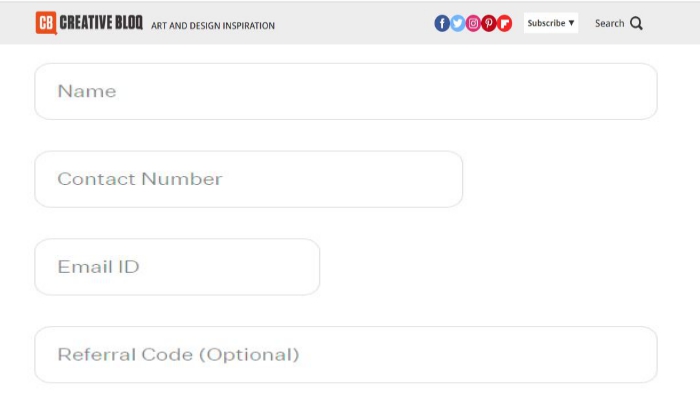 CB CREATIVE BLOQ ART AND DESIGN INSPIRATION Subscribe ▼ Search
Name
Contact Number
Email ID
Referral Code (Optional)